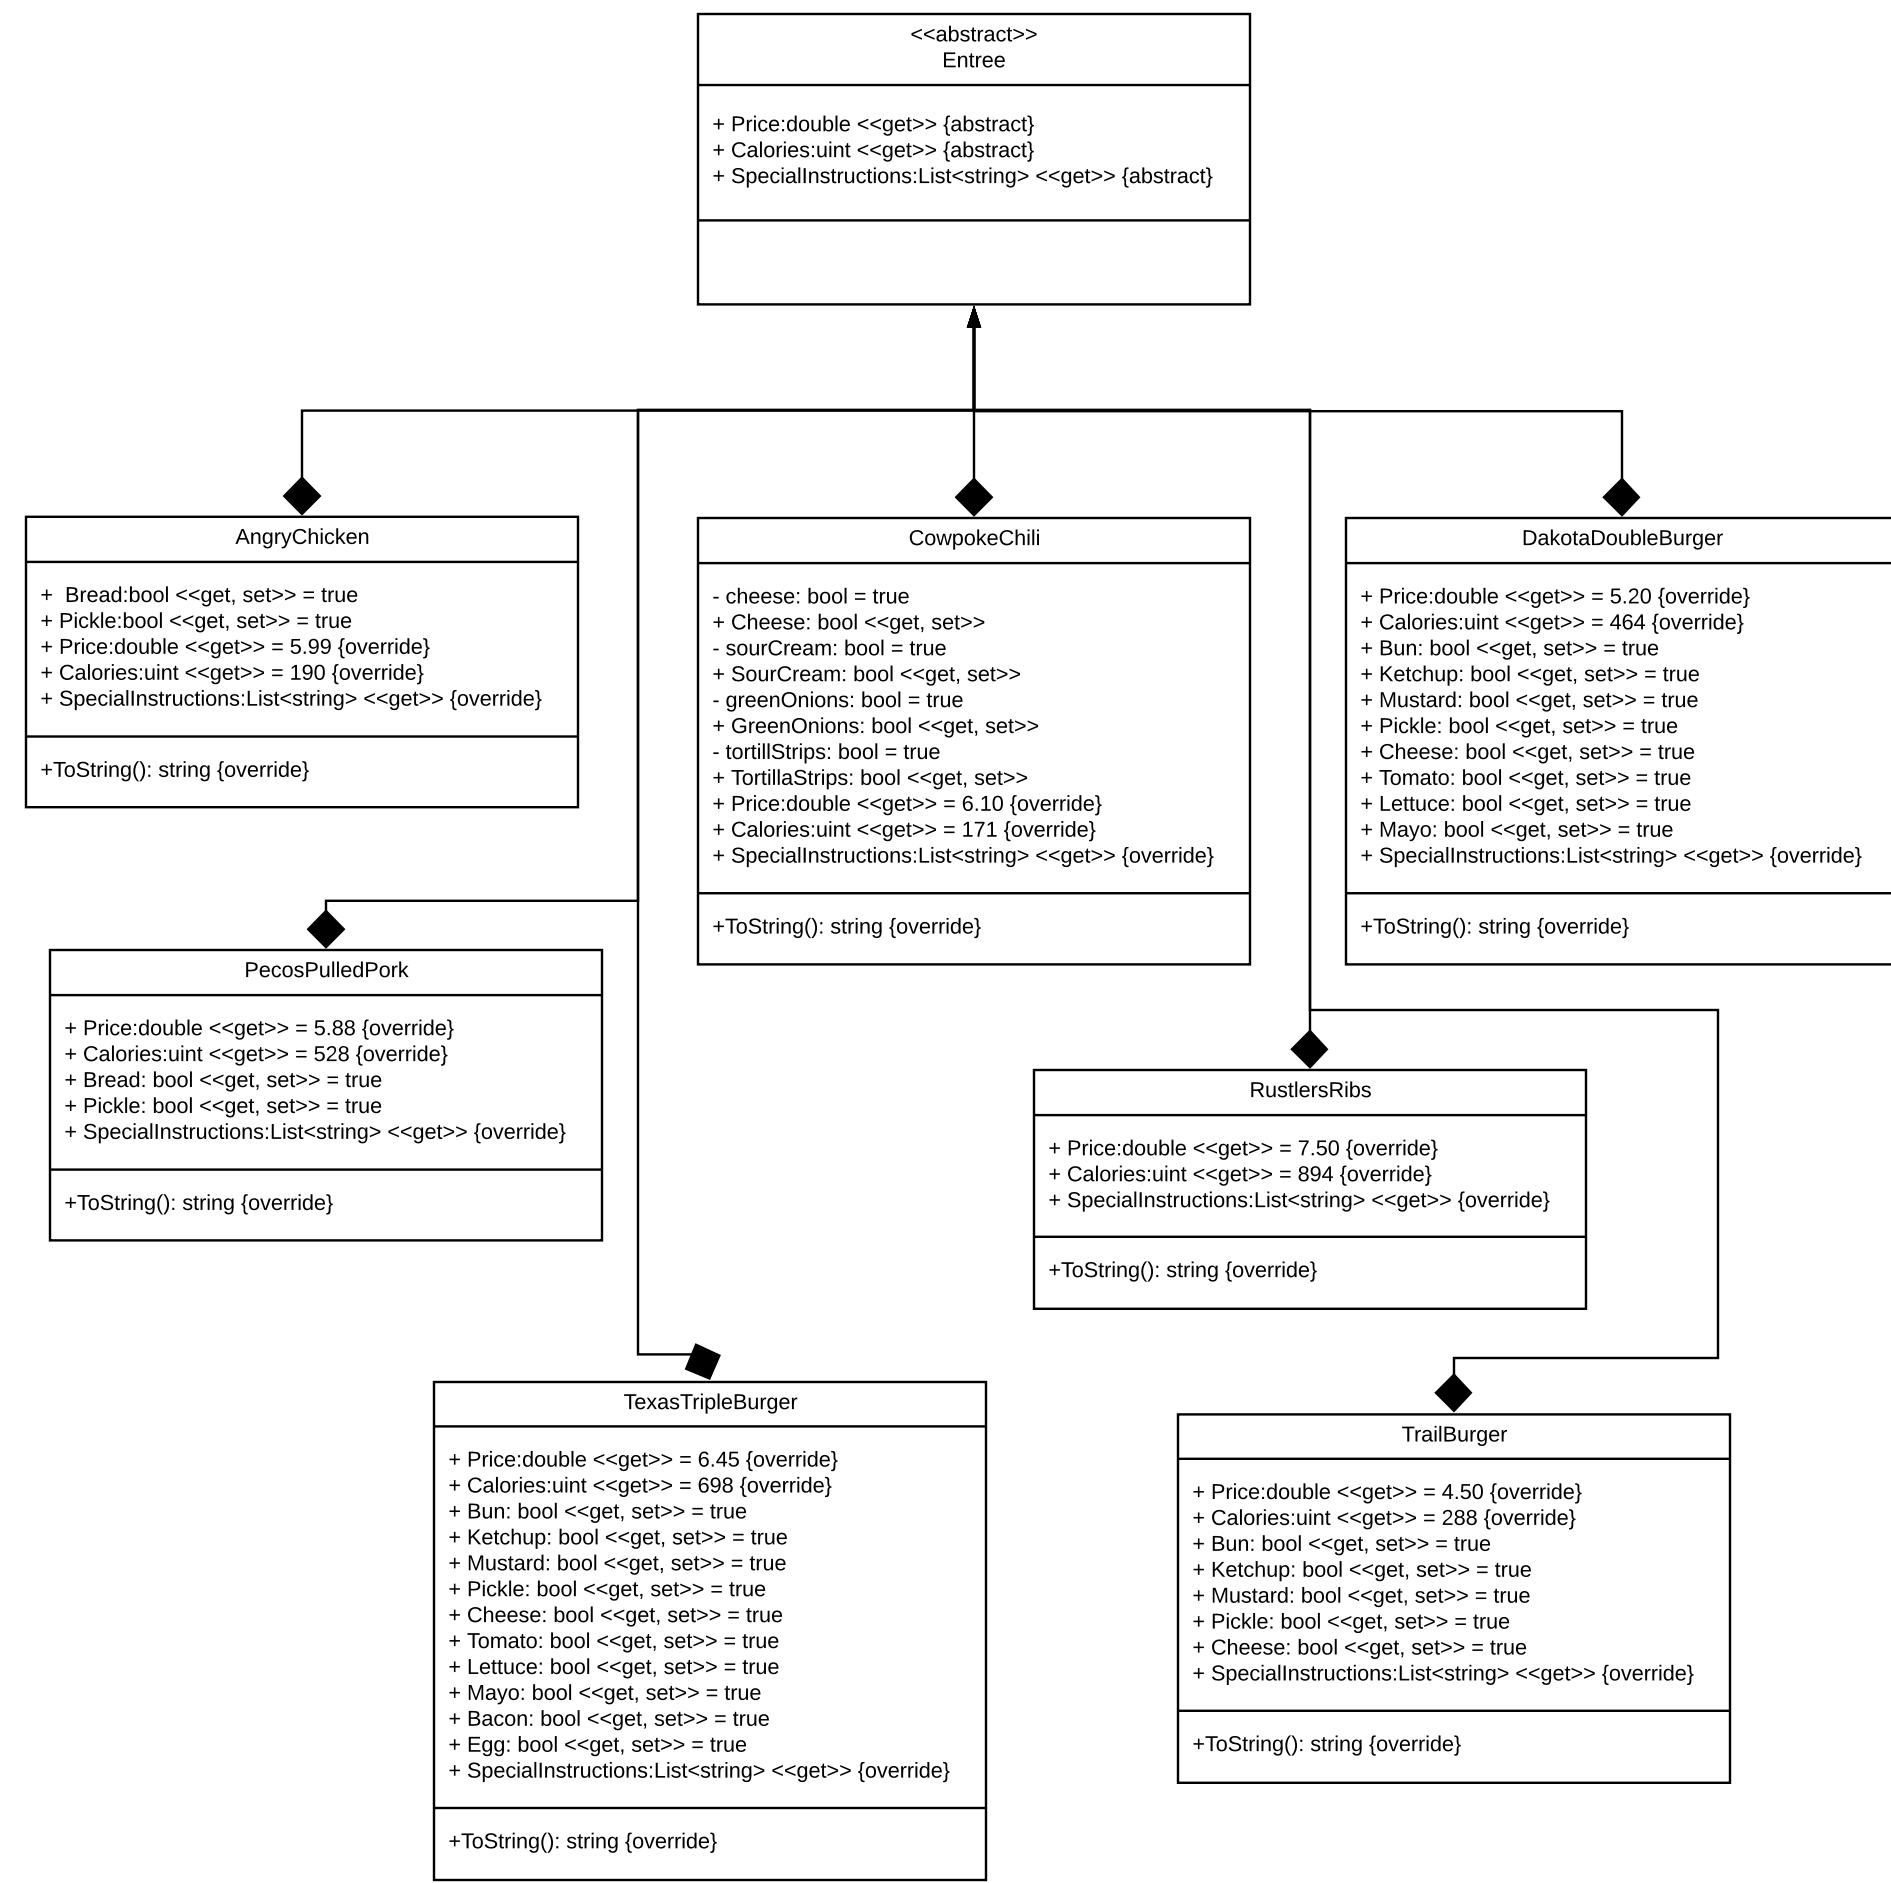 <<abstract>>
Entree
+ Price:double <<get>> {abstract}
+ Calories:uint <<get>> {abstract}
+ SpecialInstructions:List<string> <<get>> {abstract}
AngryChicken
+  Bread:bool <<get, set>> = true
+ Pickle:bool <<get, set>> = true
+ Price:double <<get>> = 5.99 {override}
+ Calories:uint <<get>> = 190 {override}
+ SpecialInstructions:List<string> <<get>> {override}
+ToString(): string {override}
CowpokeChili
- cheese: bool = true
+ Cheese: bool <<get, set>>
- sourCream: bool = true
+ SourCream: bool <<get, set>>
- greenOnions: bool = true
+ GreenOnions: bool <<get, set>>
- tortillStrips: bool = true
+ TortillaStrips: bool <<get, set>>
+ Price:double <<get>> = 6.10 {override}
+ Calories:uint <<get>> = 171 {override}
+ SpecialInstructions:List<string> <<get>> {override}
+ToString(): string {override}
DakotaDoubleBurger
+ Price:double <<get>> = 5.20 {override}
+ Calories:uint <<get>> = 464 {override}
+ Bun: bool <<get, set>> = true
+ Ketchup: bool <<get, set>> = true
+ Mustard: bool <<get, set>> = true
+ Pickle: bool <<get, set>> = true
+ Cheese: bool <<get, set>> = true
+ Tomato: bool <<get, set>> = true
+ Lettuce: bool <<get, set>> = true
+ Mayo: bool <<get, set>> = true
+ SpecialInstructions:List<string> <<get>> {override}
+ToString(): string {override}
PecosPulledPork
+ Price:double <<get>> = 5.88 {override}
+ Calories:uint <<get>> = 528 {override}
+ Bread: bool <<get, set>> = true
+ Pickle: bool <<get, set>> = true
+ SpecialInstructions:List<string> <<get>> {override}
+ToString(): string {override}
RustlersRibs
+ Price:double <<get>> = 7.50 {override}
+ Calories:uint <<get>> = 894 {override}
+ SpecialInstructions:List<string> <<get>> {override}
+ToString(): string {override}
TexasTripleBurger
+ Price:double <<get>> = 6.45 {override}
+ Calories:uint <<get>> = 698 {override}
+ Bun: bool <<get, set>> = true
+ Ketchup: bool <<get, set>> = true
+ Mustard: bool <<get, set>> = true
+ Pickle: bool <<get, set>> = true
+ Cheese: bool <<get, set>> = true
+ Tomato: bool <<get, set>> = true
+ Lettuce: bool <<get, set>> = true
+ Mayo: bool <<get, set>> = true
+ Bacon: bool <<get, set>> = true
+ Egg: bool <<get, set>> = true
+ SpecialInstructions:List<string> <<get>> {override}
+ToString(): string {override}
TrailBurger
+ Price:double <<get>> = 4.50 {override}
+ Calories:uint <<get>> = 288 {override}
+ Bun: bool <<get, set>> = true
+ Ketchup: bool <<get, set>> = true
+ Mustard: bool <<get, set>> = true
+ Pickle: bool <<get, set>> = true
+ Cheese: bool <<get, set>> = true
+ SpecialInstructions:List<string> <<get>> {override}
+ToString(): string {override}